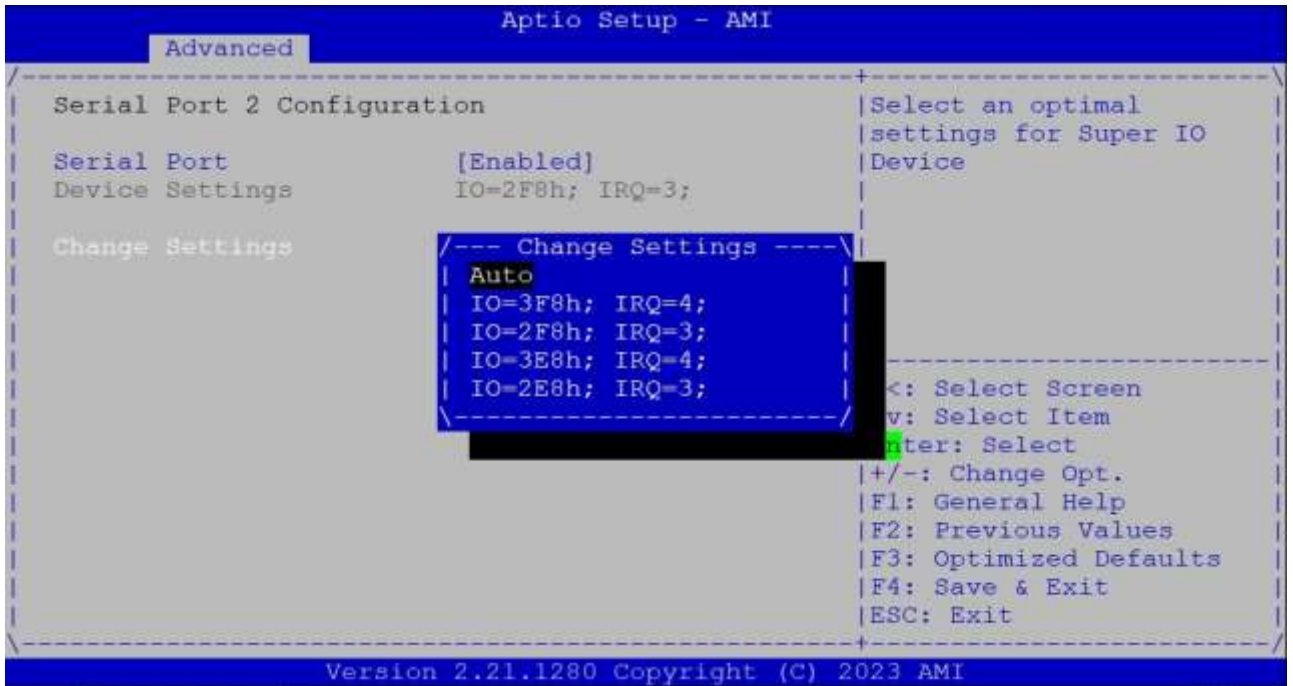 Aptio Setup - AMI
Advanced
Serial Port 2 Configuration
Serial Port [Enabled]
Device Settings IO=2F8h; IRQ=3;
Change Settings
Select an optimal
settings for Super IO
Device
--- Change Settings ----
Auto
IO=3F8h; IRQ=4;
IO=2F8h; IRQ=3;
IO=3E8h; IRQ=4;
IO=2E8h; IRQ=3;
<: Select Screen
v: Select Item
nter: Select
+/-: Change Opt.
F1: General Help
F2: Previous Values
F3: Optimized Defaults
F4: Save & Exit
ESC: Exit
Version 2.21.1280 Copyright (C) 2023 AMI